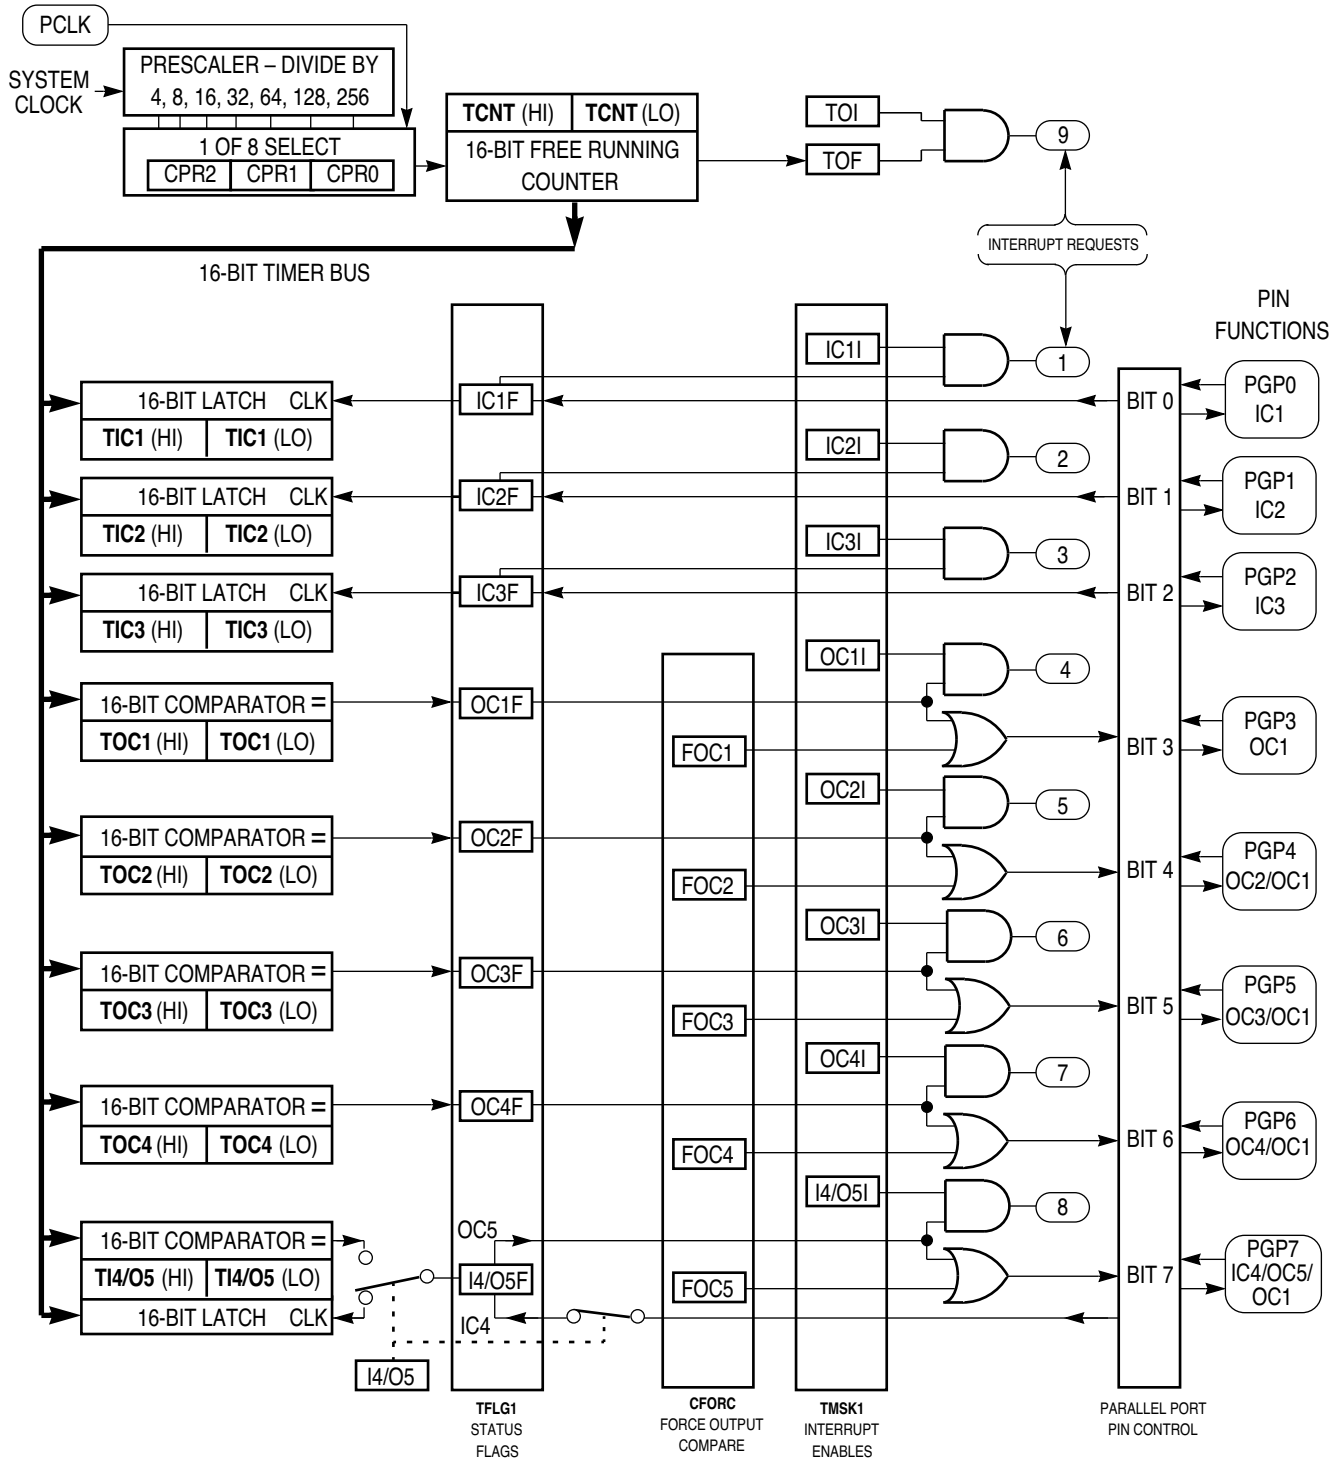 PCLK
SYSTEM
CLOCK
PRESCALER – DIVIDE BY
4, 8, 16, 32, 64, 128, 256
1 OF 8 SELECT
CPR2 CPR1 CPR0
TCNT (HI) TCNT (LO)
16-BIT FREE RUNNING
COUNTER
TOI
TOF
9
INTERRUPT REQUESTS
16-BIT TIMER BUS
PIN
FUNCTIONS
IC1I
1
16-BIT LATCH CLK
IC1F
BIT 0
PGP0
IC1
TIC1 (HI) TIC1 (LO)
IC2I
2
16-BIT LATCH CLK
IC2F
BIT 1
PGP1
IC2
TIC2 (HI) TIC2 (LO)
IC3I
3
16-BIT LATCH CLK
IC3F
BIT 2
PGP2
IC3
TIC3 (HI) TIC3 (LO)
OC1I
4
16-BIT COMPARATOR =
OC1F
TOC1 (HI) TOC1 (LO)
FOC1
BIT 3
PGP3
OC1
OC2I
5
16-BIT COMPARATOR =
OC2F
TOC2 (HI) TOC2 (LO)
FOC2
BIT 4
PGP4
OC2/OC1
OC3I
6
16-BIT COMPARATOR =
OC3F
TOC3 (HI) TOC3 (LO)
FOC3
BIT 5
PGP5
OC3/OC1
OC4I
7
16-BIT COMPARATOR =
OC4F
TOC4 (HI) TOC4 (LO)
FOC4
BIT 6
PGP6
OC4/OC1
I4/O5I
8
16-BIT COMPARATOR =
OC5
TI4/O5 (HI) TI4/O5 (LO)
I4/O5F
FOC5
BIT 7
PGP7
IC4/OC5/
OC1
16-BIT LATCH CLK
IC4
I4/O5
TFLG1
STATUS
FLAGS
CFORC
FORCE OUTPUT
COMPARE
TMSK1
INTERRUPT
ENABLES
PARALLEL PORT
PIN CONTROL